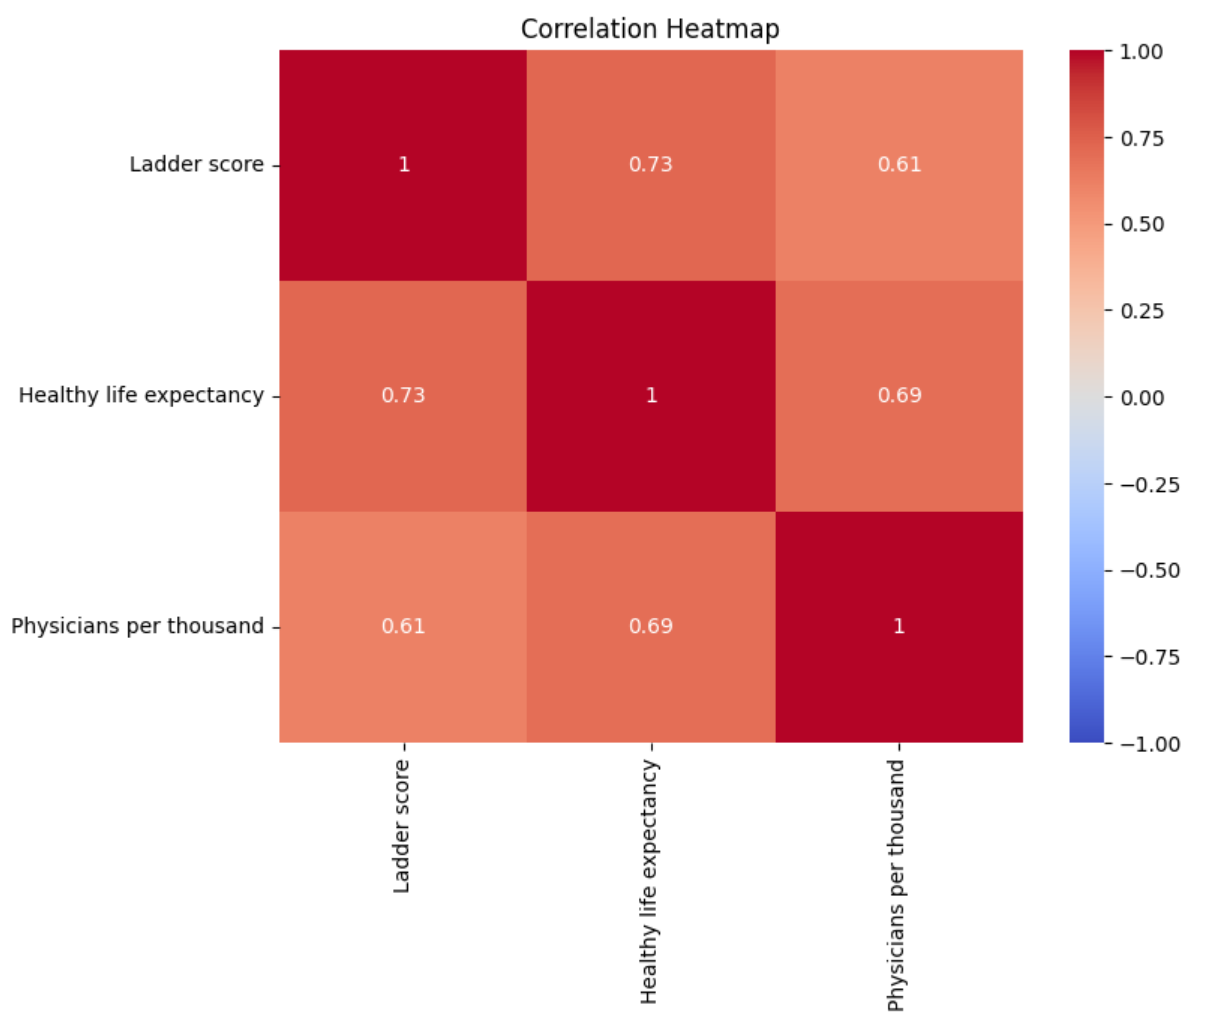 Correlation Heatmap
Ladder score
1
0.73
0.61
Healthy life expectancy
0.73
1
0.69
Physicians per thousand
0.61
0.69
1
Ladder score
Healthy life expectancy
Physicians per thousand
1.00
0.75
0.50
0.25
0.00
−0.25
−0.50
−0.75
−1.00